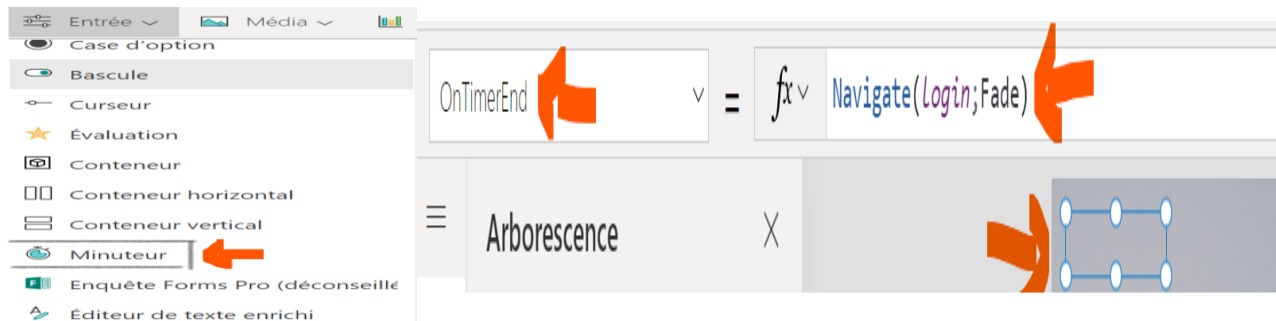 Entrée
Média
Case d'option
Bascule
Curseur
Évaluation
Conteneur
Conteneur horizontal
Conteneur vertical
Minuteur
Enquête Forms Pro (déconseillé
Éditeur de texte enrichi
OnTimerEnd = fx Navigate(login;Fade)
Arborescence